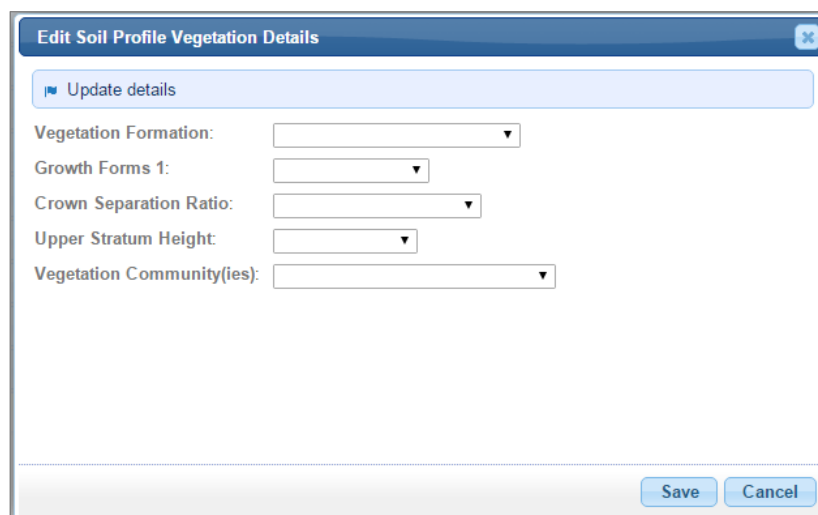 Edit Soil Profile Vegetation Details
Update details
Vegetation Formation:
Growth Forms 1:
Crown Separation Ratio:
Upper Stratum Height:
Vegetation Community(ies):
Save Cancel